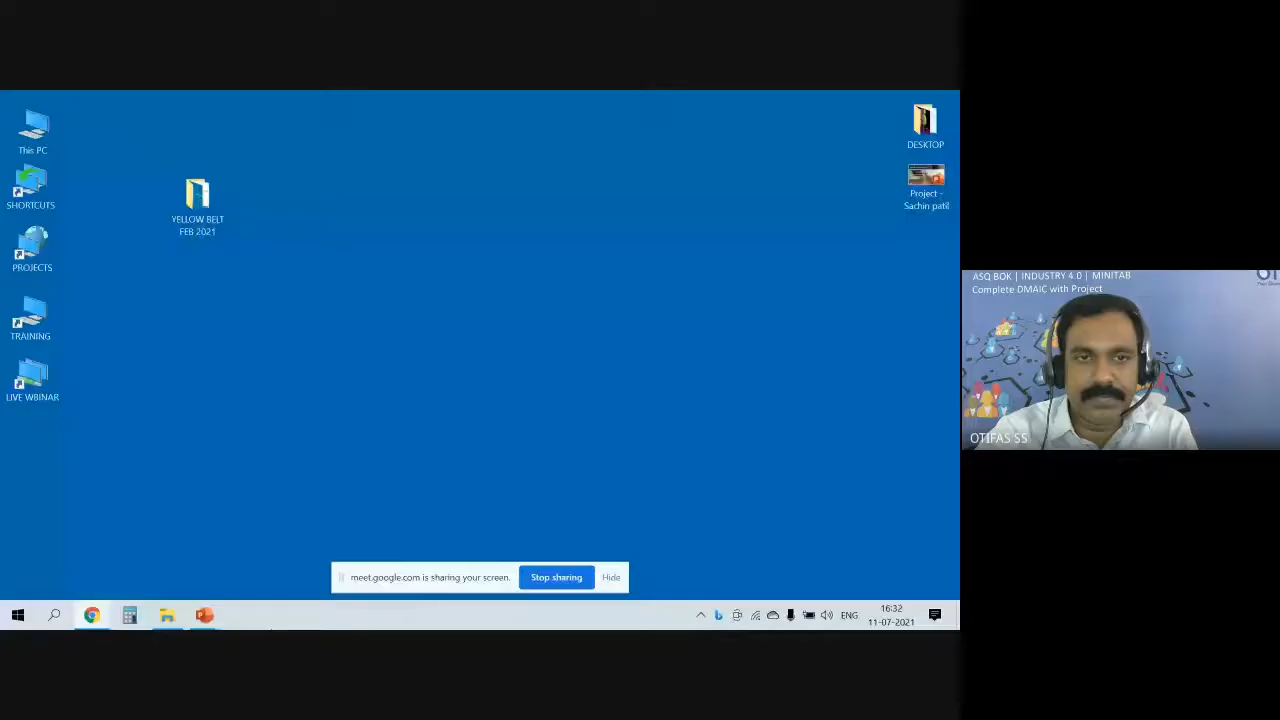 This PC
SHORTCUTS
PROJECTS
TRAINING
LIVE WBINAR
YELLOW BELT
FEB 2021
DESKTOP
Project -
Sachin patil
meet.google.com is sharing your screen.
Stop sharing
Hide
ENG
16:32
11-07-2021
ASQ BOK | INDUSTRY 4.0 | MINITAB
Complete DMAIC with Project
OTIFAS SS